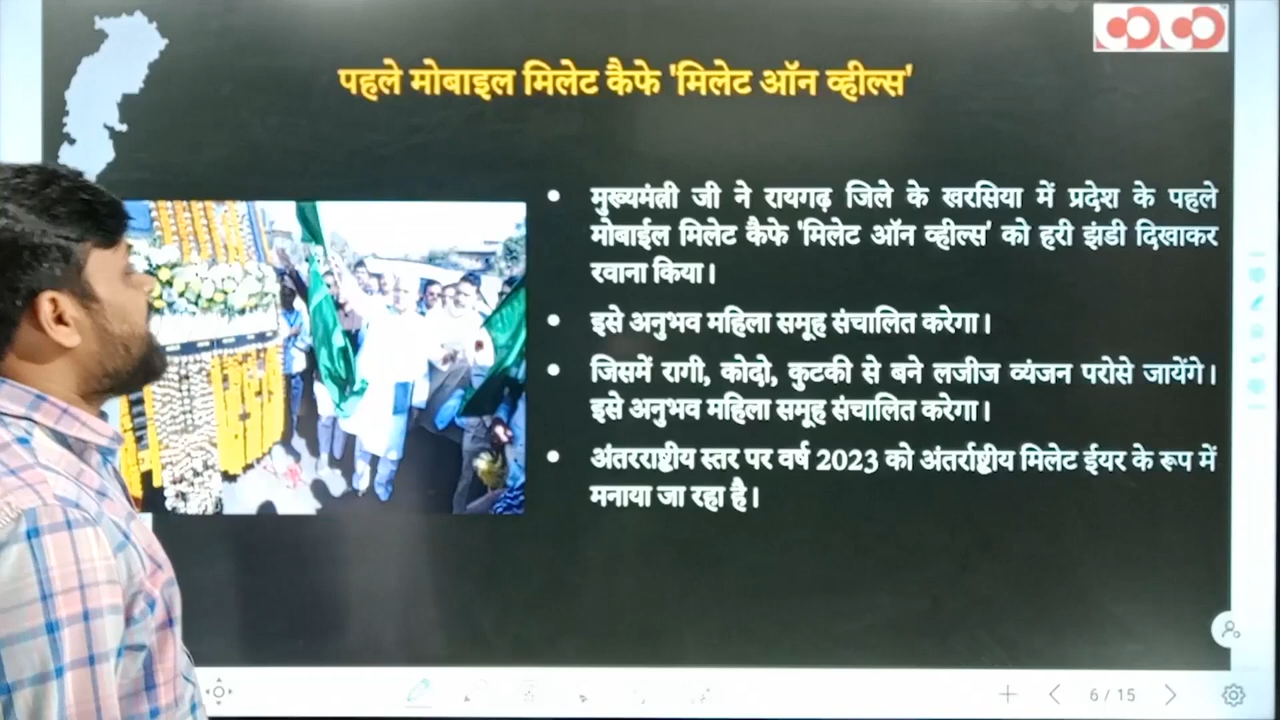 पहले मोबाइल मिलेट कैफे 'मिलेट ऑन व्हील्स'
मुख्यमंत्री जी ने रायगढ़ जिले के खरसिया में प्रदेश के पहले
मोबाईल मिलेट कैफे 'मिलेट ऑन व्हील्स' को हरी झंडी दिखाकर
रवाना किया।
इसे अनुभव महिला समूह संचालित करेगा।
जिसमें रागी, कोदो, कुटकी से बने लजीज व्यंजन परोसे जायेंगे।
इसे अनुभव महिला समूह संचालित करेगा।
अंतरराष्ट्रीय स्तर पर वर्ष 2023 को अंतर्राष्ट्रीय मिलेट ईयर के रूप में
मनाया जा रहा है।
6 / 15